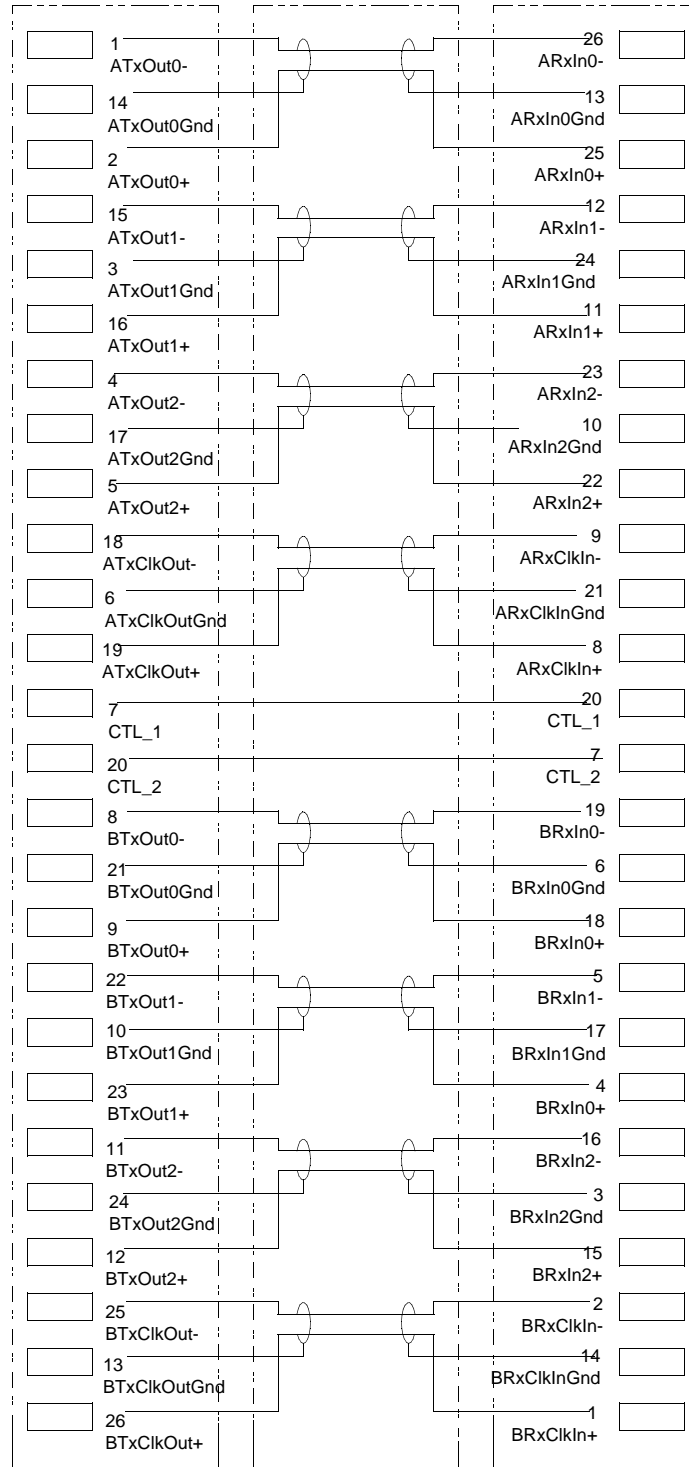 1
ATxOut0-
26
ARxIn0-
14
ATxOut0Gnd
13
ARxIn0Gnd
2
ATxOut0+
25
ARxIn0+
15
ATxOut1-
12
ARxIn1-
3
ATxOut1Gnd
24
ARxIn1Gnd
16
ATxOut1+
11
ARxIn1+
4
ATxOut2-
23
ARxIn2-
17
ATxOut2Gnd
10
ARxIn2Gnd
5
ATxOut2+
22
ARxIn2+
18
ATxClkOut-
9
ARxClkIn-
6
ATxClkOutGnd
21
ARxClkInGnd
19
ATxClkOut+
8
ARxClkIn+
7
CTL_1
20
CTL_1
20
CTL_2
7
CTL_2
8
BTxOut0-
19
BRxIn0-
21
BTxOut0Gnd
6
BRxIn0Gnd
9
BTxOut0+
18
BRxIn0+
22
BTxOut1-
5
BRxIn1-
10
BTxOut1Gnd
17
BRxIn1Gnd
23
BTxOut1+
4
BRxIn0+
11
BTxOut2-
16
BRxIn2-
24
BTxOut2Gnd
3
BRxIn2Gnd
12
BTxOut2+
15
BRxIn2+
25
BTxClkOut-
2
BRxClkIn-
13
BTxClkOutGnd
14
BRxClkInGnd
26
BTxClkOut+
1
BRxClkIn+